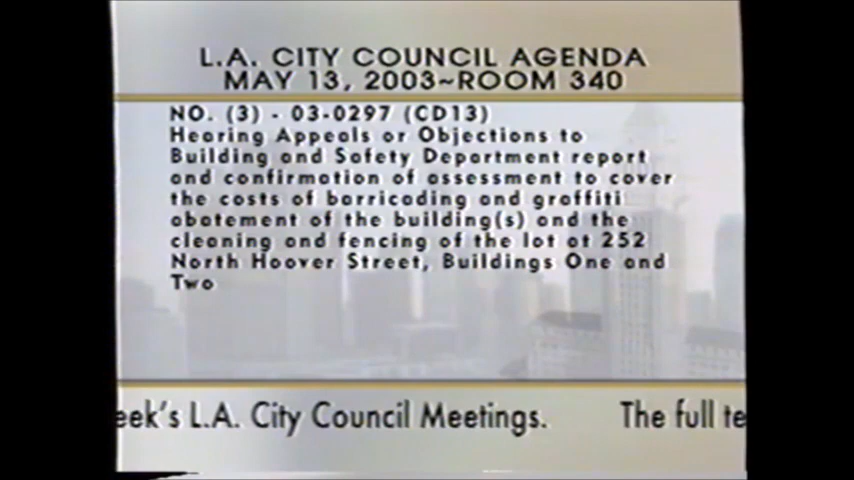 L.A. CITY COUNCIL AGENDA
MAY 13, 2003~ROOM 340
NO. (3) - 03-0297 (CD13)
Hearing Appeals or Objections to
Building and Safety Department report
and confirmation of assessment to cover
the costs of barricading and graffiti
abatement of the building(s) and the
cleaning and fencing of the lot at 252
North Hoover Street, Buildings One and
Two
eek's L.A. City Council Meetings. The full te